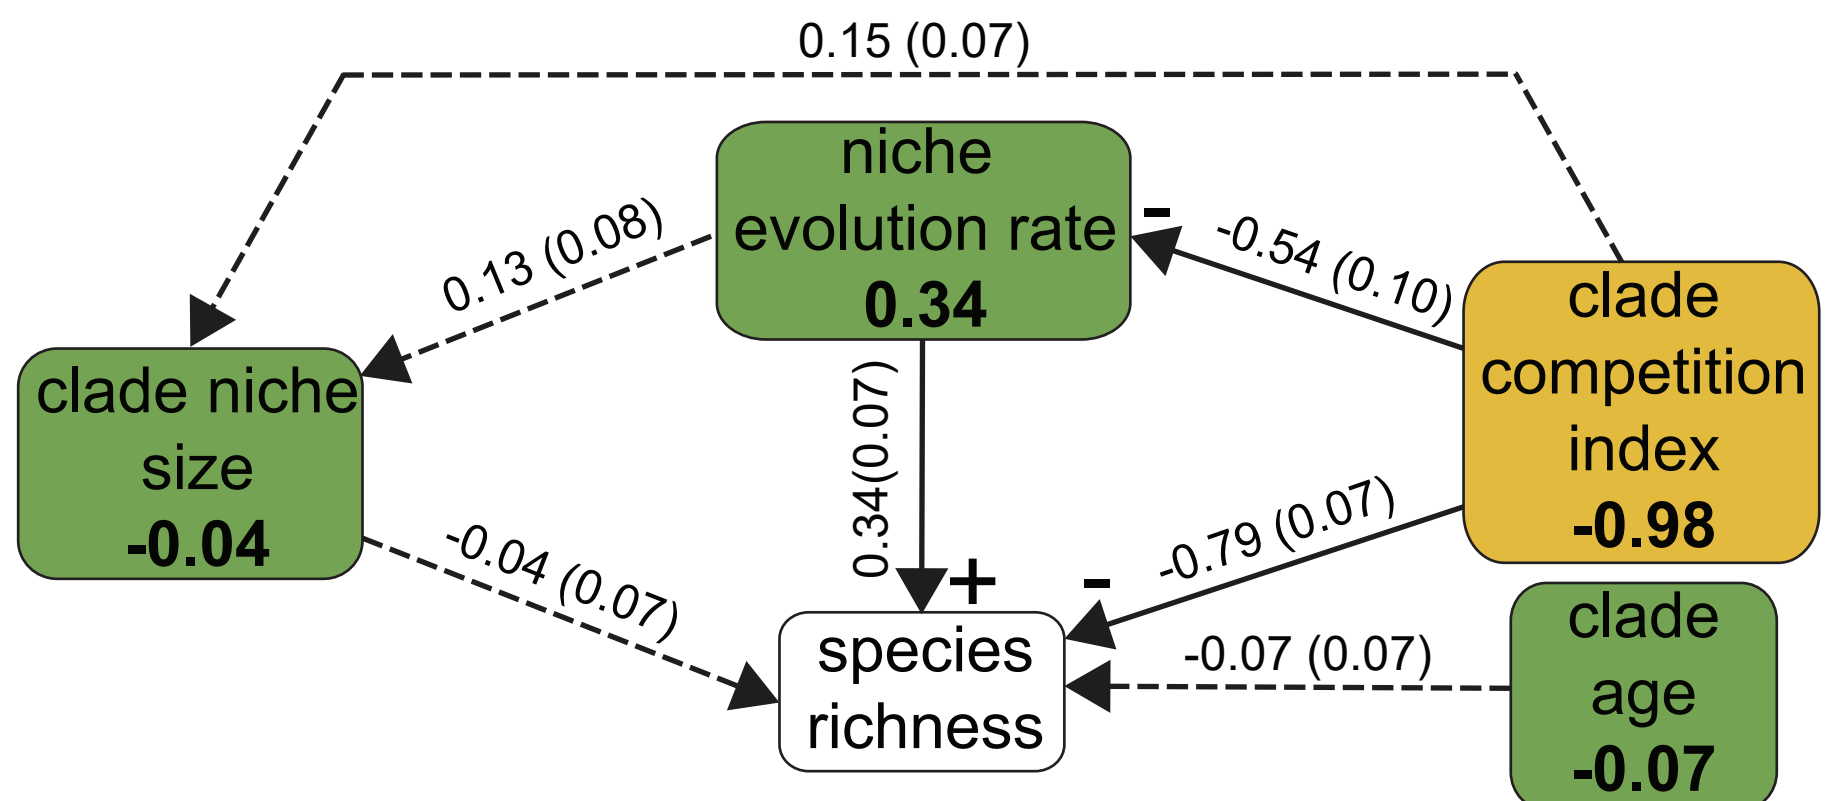 0.15 (0.07)
niche
evolution rate
0.34
-
-0.54 (0.10)
0.13 (0.08)
clade
competition
index
-0.98
clade niche
size
-0.04
0.34(0.07)
-0.04 (0.07)
+
-
-0.79 (0.07)
species
richness
-0.07 (0.07)
clade
age
-0.07